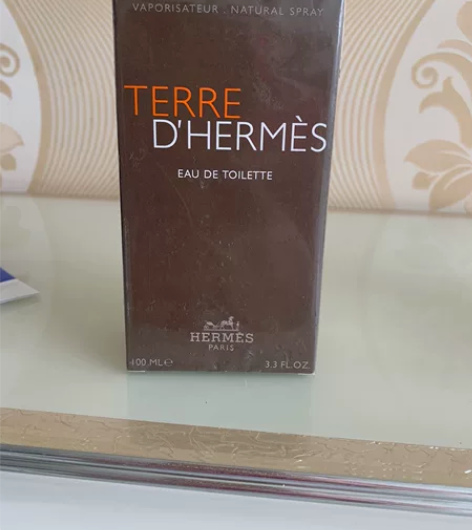 VAPORISATEUR . NATURAL SPRAY
TERRE
D'HERMÈS
EAU DE TOILETTE
HERMÈS
PARIS
100 ML℮ 3.3 FL.OZ.